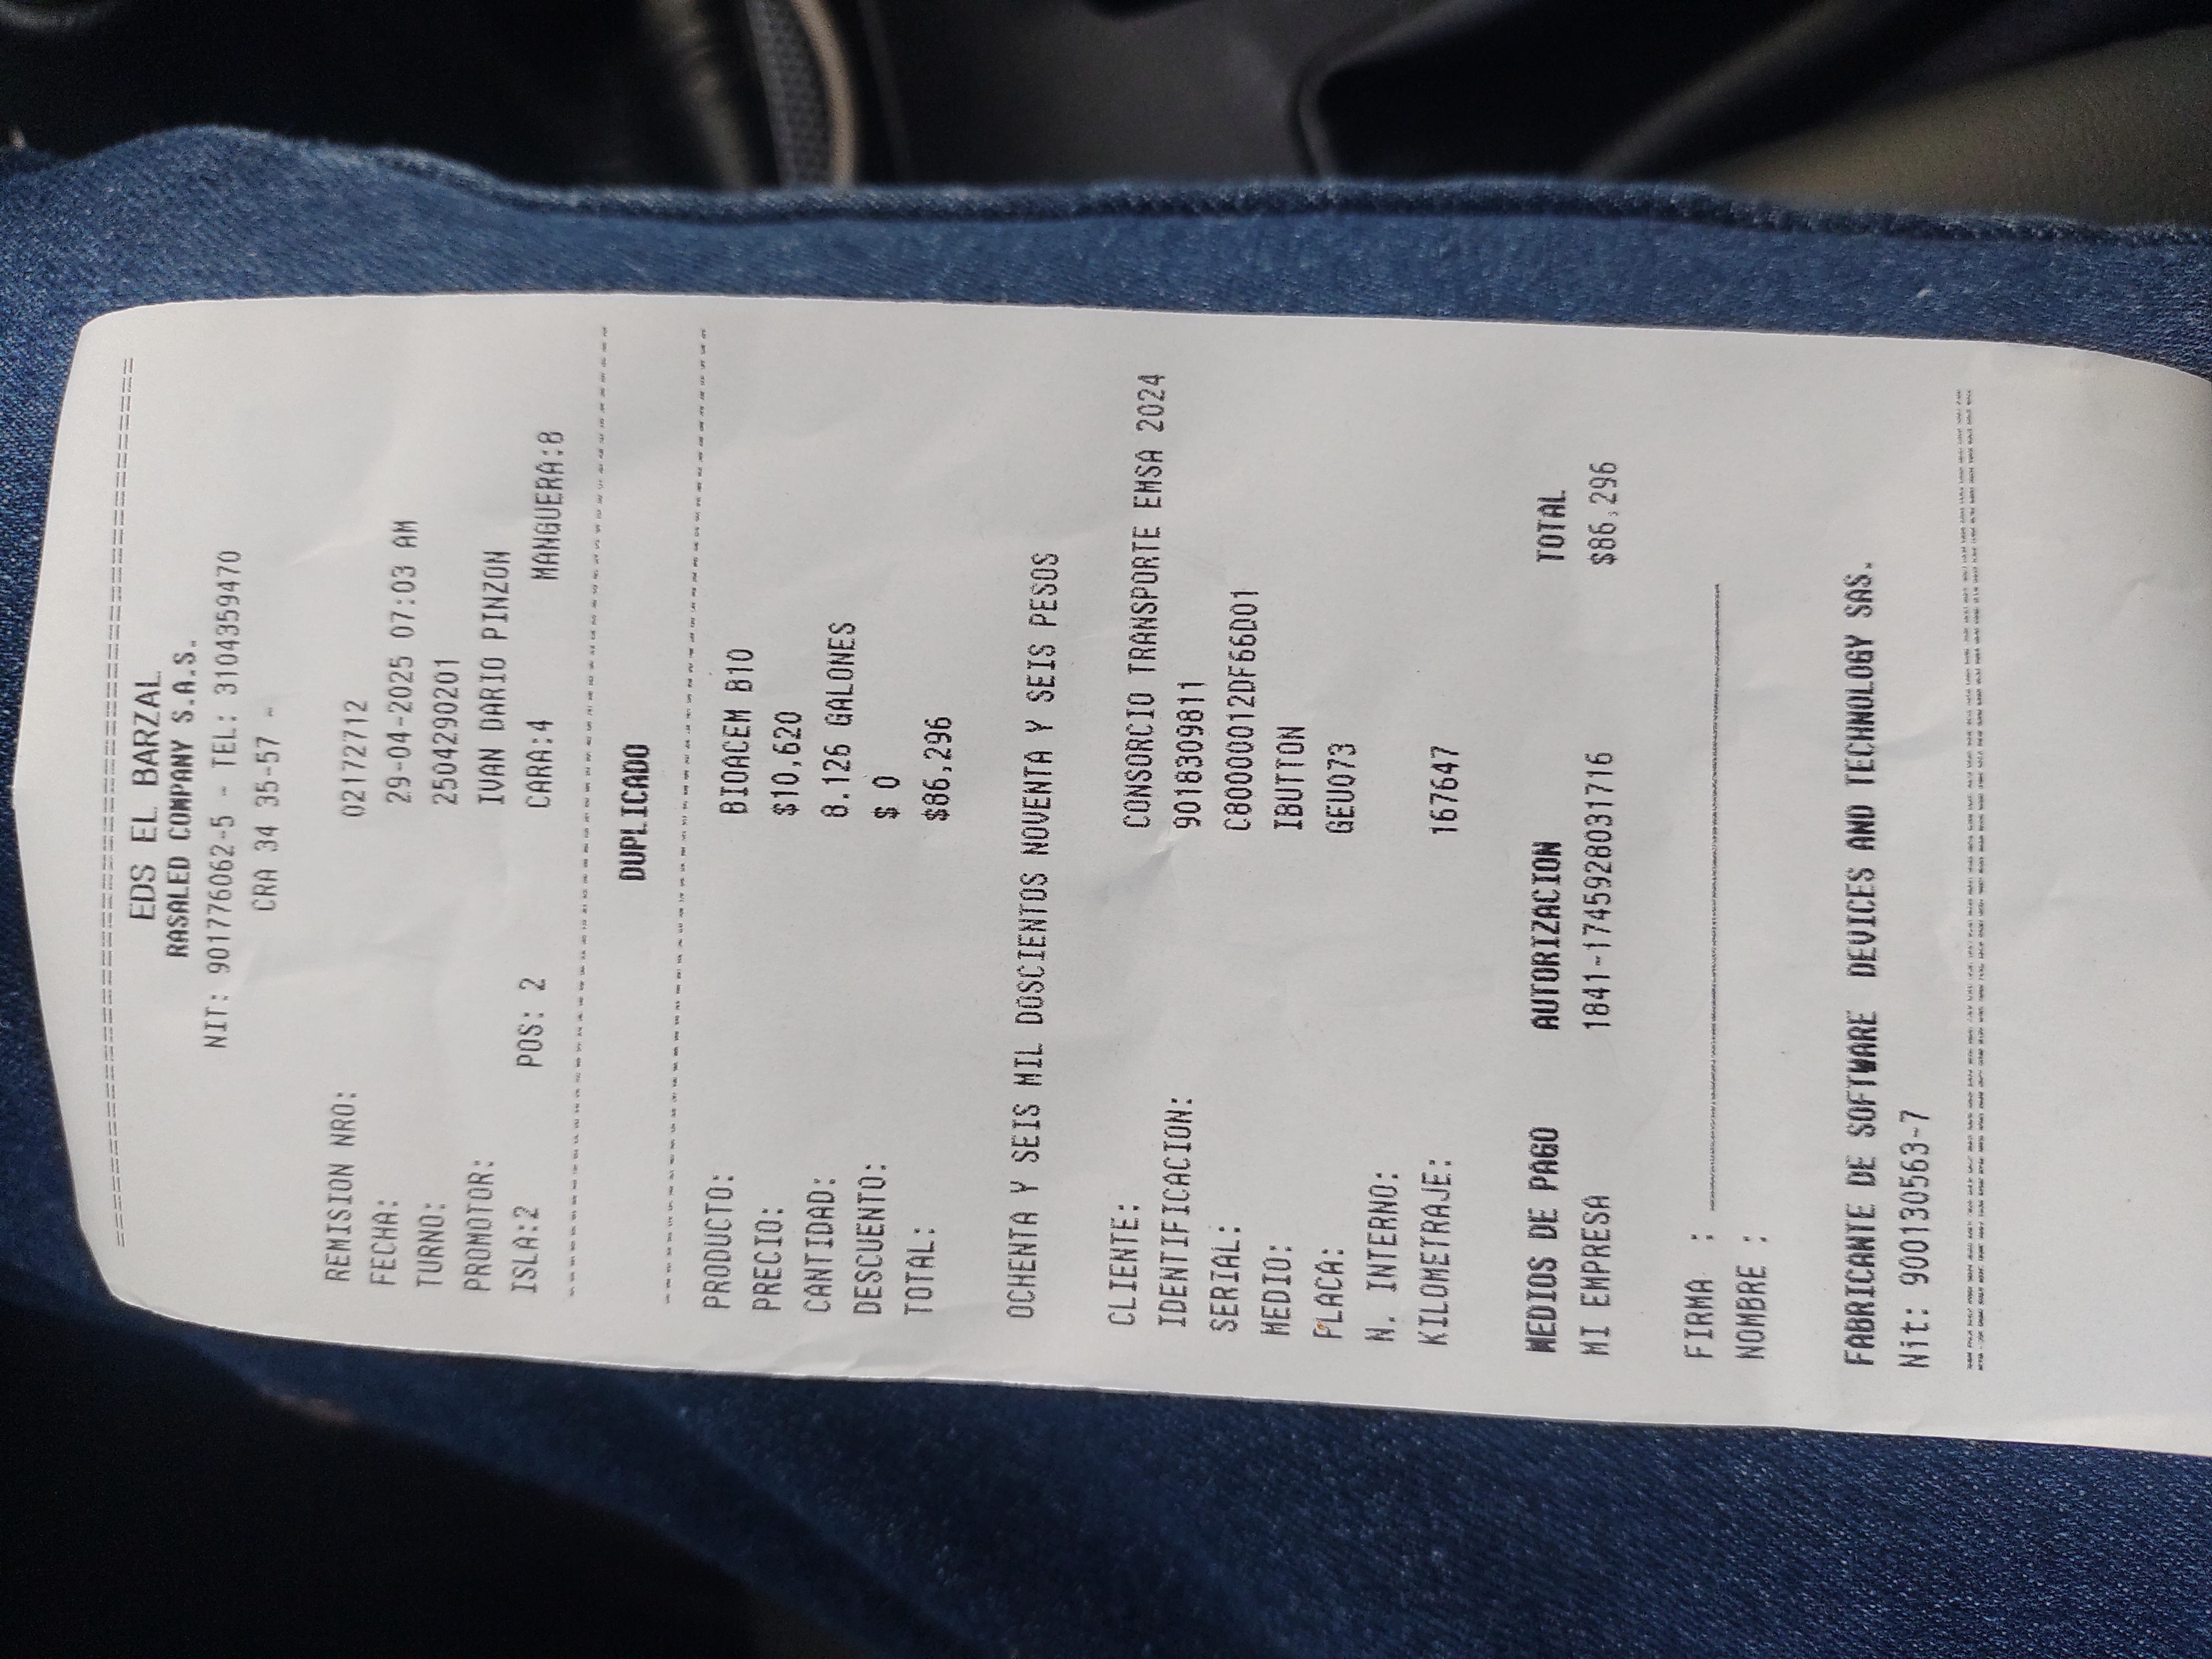 EDS EL BARZAL
RASALED COMPANY S.A.S.
NIT: 901776062-5 - TEL: 3104359470
CRA 34 35-57 -
REMISION NRO: 02172712
FECHA: 29-04-2025 07:03 AM
TURNO: 2504290201
PROMOTOR: IVAN DARIO PINZON
ISLA:2 POS: 2 CARA:4 MANGUERA:8
DUPLICADO
PRODUCTO: BIOACEM B10
PRECIO: $10,620
CANTIDAD: 8.126 GALONES
DESCUENTO: $ 0
TOTAL: $86,296
OCHENTA Y SEIS MIL DOSCIENTOS NOVENTA Y SEIS PESOS
CLIENTE: CONSORCIO TRANSPORTE EMSA 2024
IDENTIFICACION: 9018309811
SERIAL: C8000012DF66D01
MEDIO: IBUTTON
PLACA: GEU073
N. INTERNO:
KILOMETRAJE: 167647
MEDIOS DE PAGO AUTORIZACION TOTAL
MI EMPRESA 1841-1745928031716 $86,296
FIRMA :
NOMBRE :
FABRICANTE DE SOFTWARE DEVICES AND TECHNOLOGY SAS.
Nit: 900130563-7